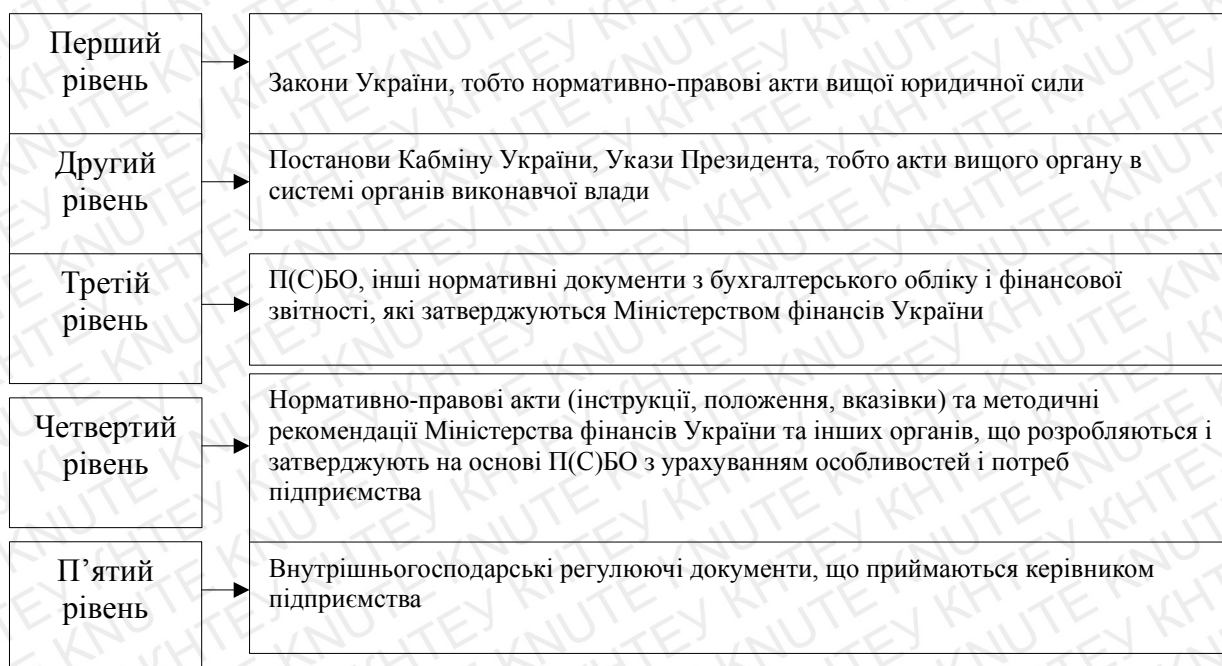 Перший
рівень
Закони України, тобто нормативно-правові акти вищої юридичної сили
Другий
рівень
Постанови Кабміну України, Укази Президента, тобто акти вищого органу в
системі органів виконавчої влади
Третій
рівень
П(С)БО, інші нормативні документи з бухгалтерського обліку і фінансової
звітності, які затверджуються Міністерством фінансів України
Четвертий
рівень
Нормативно-правові акти (інструкції, положення, вказівки) та методичні
рекомендації Міністерства фінансів України та інших органів, що розробляються і
затверджують на основі П(С)БО з урахуванням особливостей і потреб
підприємства
П’ятий
рівень
Внутрішньогосподарські регулюючі документи, що приймаються керівником
підприємства